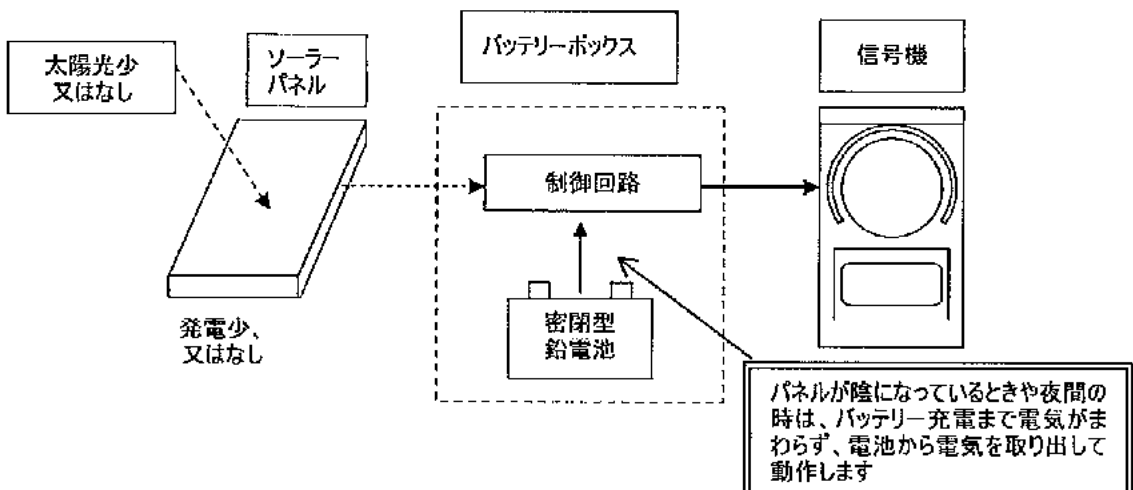 太陽光少
又はなし
ソーラー
パネル
バッテリーボックス
信号機
制御回路
密閉型
鉛電池
発電少、
又はなし
パネルが陰になっているときや夜間の
時は、バッテリー充電まで電気がま
わらず、電池から電気を取り出して
動作します